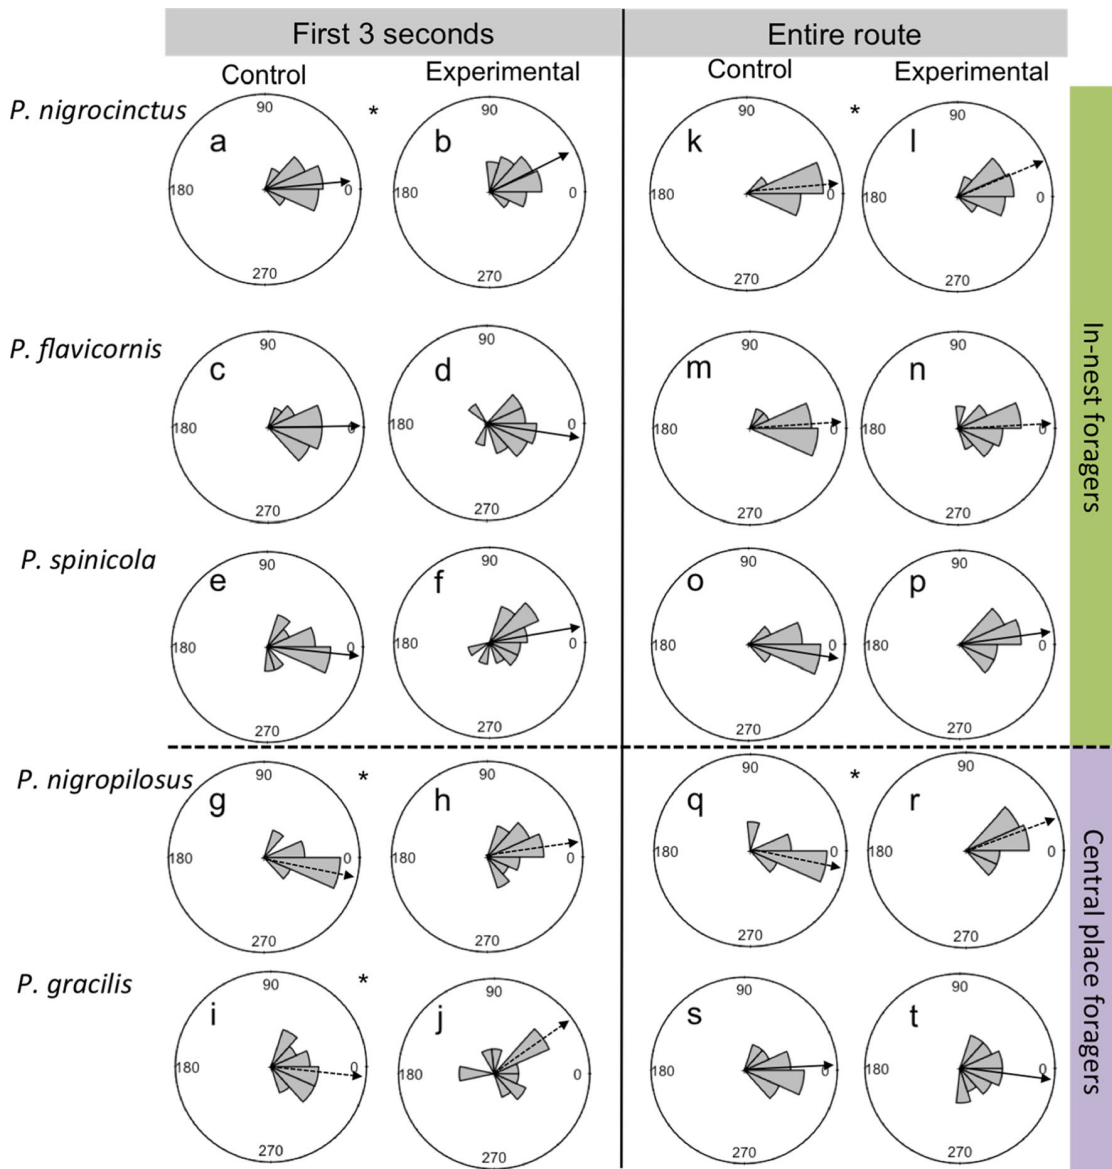 First 3 seconds
Entire route
Control
Experimental
Control
Experimental
P. nigrocinctus
90
a
180
0
270
*
90
b
180
0
270
90
k
180
0
270
*
90
l
180
0
270
P. flavicornis
90
c
180
0
270
90
d
180
0
270
90
m
180
0
270
90
n
180
0
270
In-nest foragers
P. spinicola
90
e
180
0
270
90
f
180
0
270
90
o
180
0
270
90
p
180
0
270
P. nigropilosus
90
g
180
0
270
*
90
h
180
0
270
90
q
180
0
270
*
90
r
180
0
270
P. gracilis
90
i
180
0
270
*
90
j
180
0
270
90
s
180
0
270
90
t
180
0
270
Central place foragers